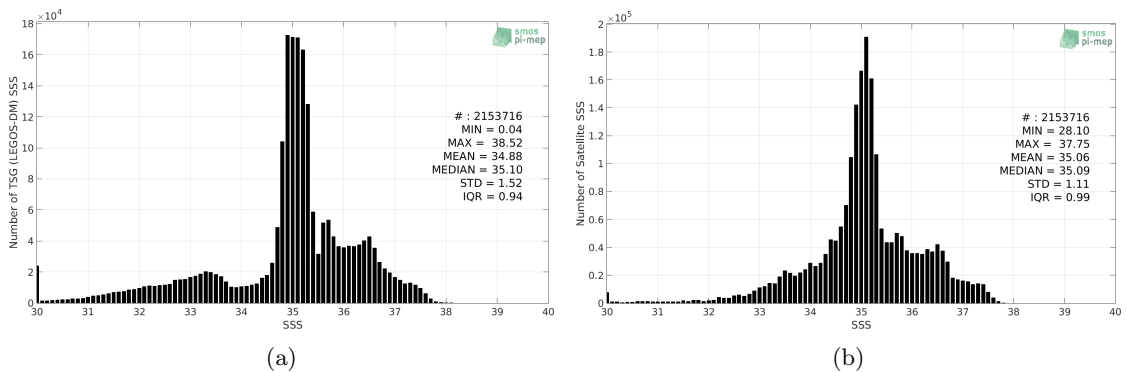 ×10⁴
18
16
14
12
10
8
6
4
2
0
30 31 32 33 34 35 36 37 38 39 40
SSS
Number of TSG (LEGOS-DM) SSS
smos
pi-mep
# : 2153716
MIN = 0.04
MAX = 38.52
MEAN = 34.88
MEDIAN = 35.10
STD = 1.52
IQR = 0.94
(a)
×10⁵
2
1.8
1.6
1.4
1.2
1
0.8
0.6
0.4
0.2
0
30 31 32 33 34 35 36 37 38 39 40
SSS
Number of Satellite SSS
smos
pi-mep
# : 2153716
MIN = 28.10
MAX = 37.75
MEAN = 35.06
MEDIAN = 35.09
STD = 1.11
IQR = 0.99
(b)